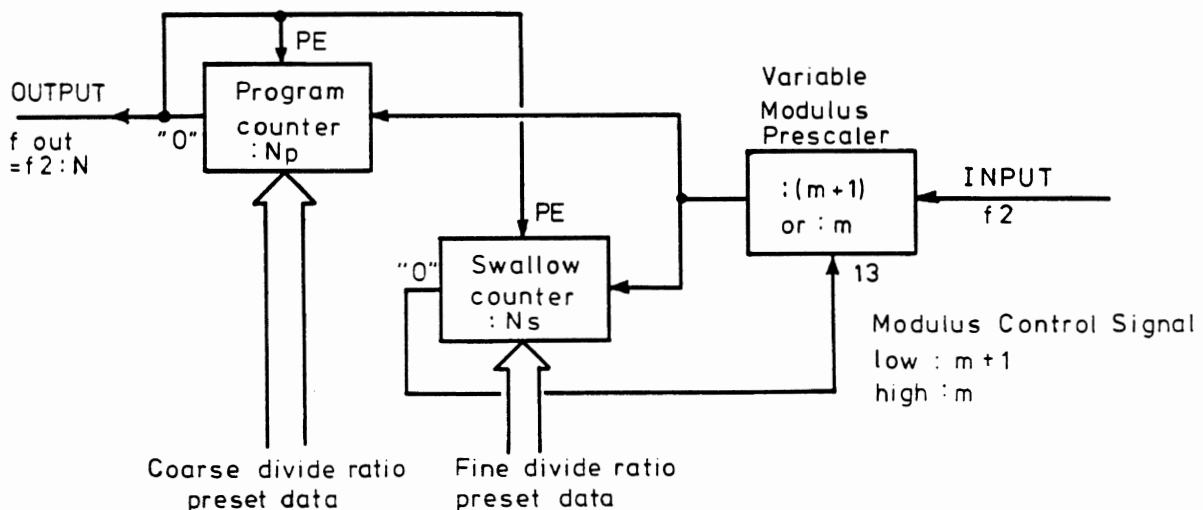 PE
OUTPUT
f out
=f2:N
"0"
Program
counter
:Np
PE
"0"
Swallow
counter
:Ns
Variable
Modulus
Prescaler
:(m+1)
or :m
INPUT
f2
13
Modulus Control Signal
low : m+1
high :m
Coarse divide ratio
preset data
Fine divide ratio
preset data